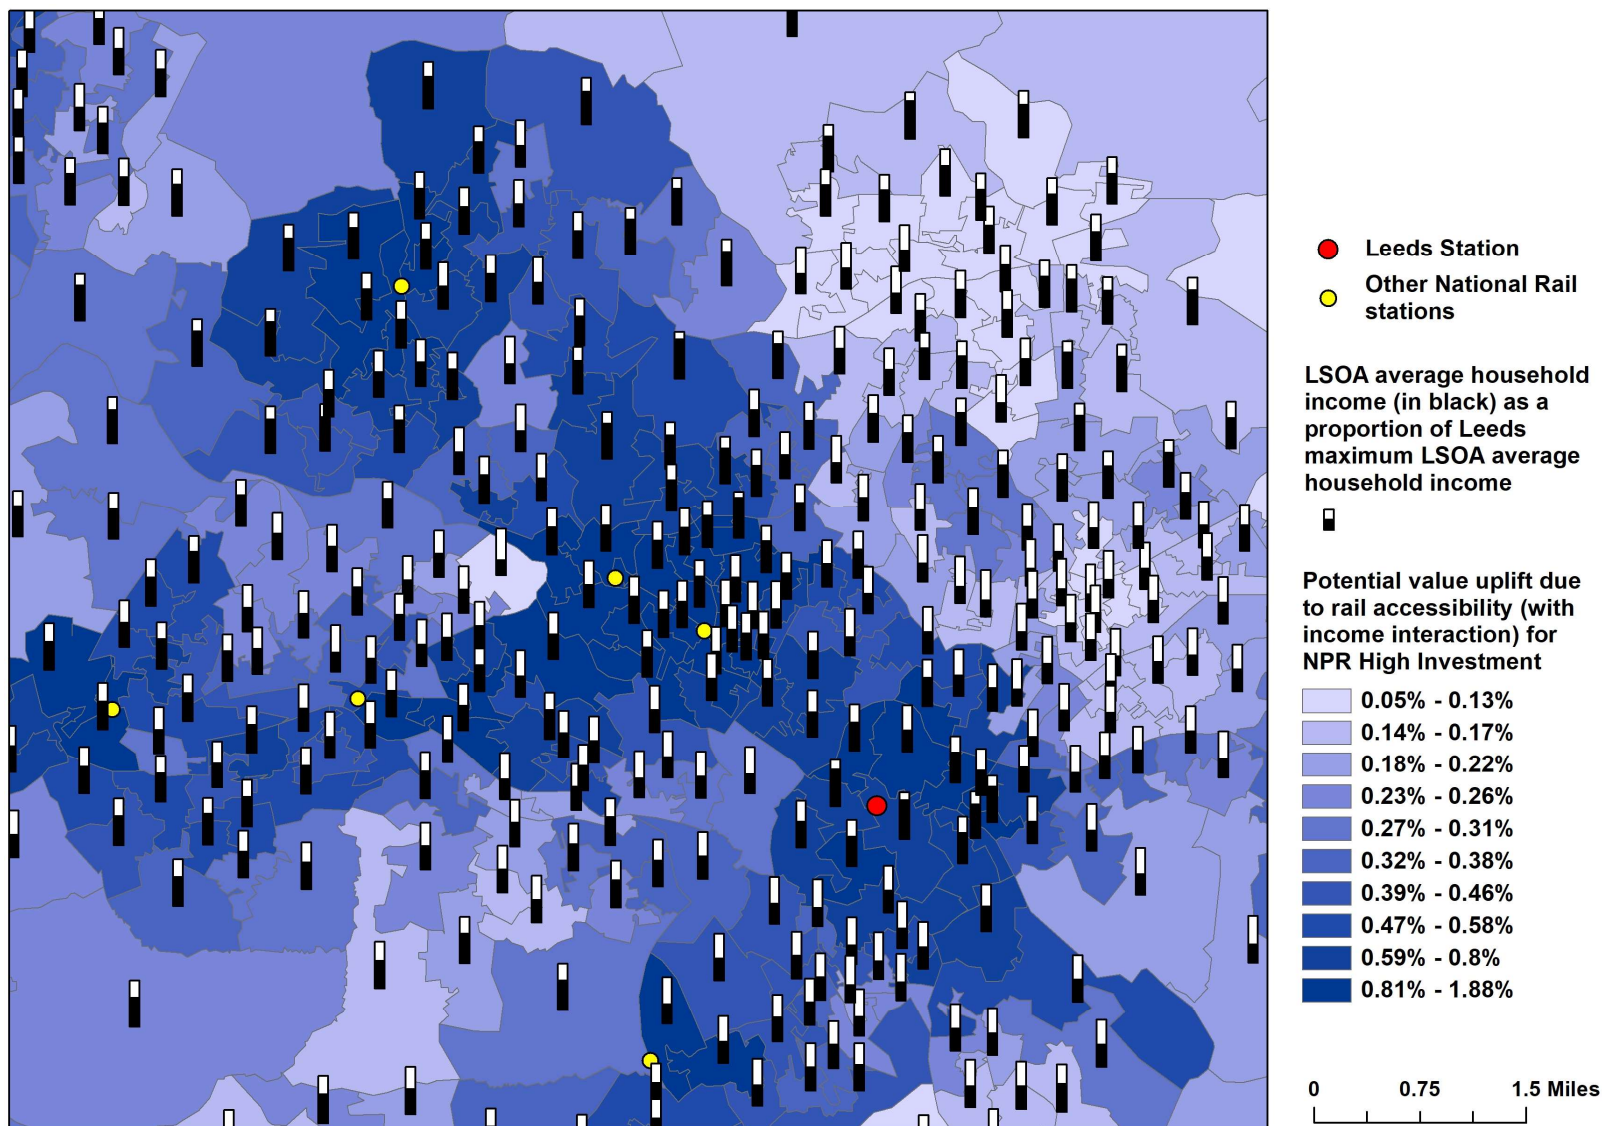 Leeds Station
Other National Rail
stations
LSOA average household
income (in black) as a
proportion of Leeds
maximum LSOA average
household income
Potential value uplift due
to rail accessibility (with
income interaction) for
NPR High Investment
0.05% - 0.13%
0.14% - 0.17%
0.18% - 0.22%
0.23% - 0.26%
0.27% - 0.31%
0.32% - 0.38%
0.39% - 0.46%
0.47% - 0.58%
0.59% - 0.8%
0.81% - 1.88%
0 0.75 1.5 Miles